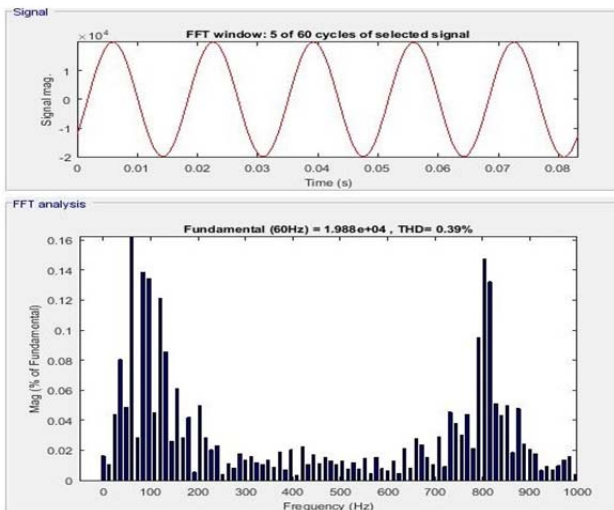 Signal
FFT window: 5 of 60 cycles of selected signal
× 10⁴
1
0
-1
-2
Signal mag.
0 0.01 0.02 0.03 0.04 0.05 0.06 0.07 0.08
Time (s)
FFT analysis
Fundamental (60Hz) = 1.988e+04 , THD= 0.39%
0.16
0.14
0.12
0.1
0.08
0.06
0.04
0.02
0
Mag (% of Fundamental)
0 100 200 300 400 500 600 700 800 900 1000
Frequency (Hz)